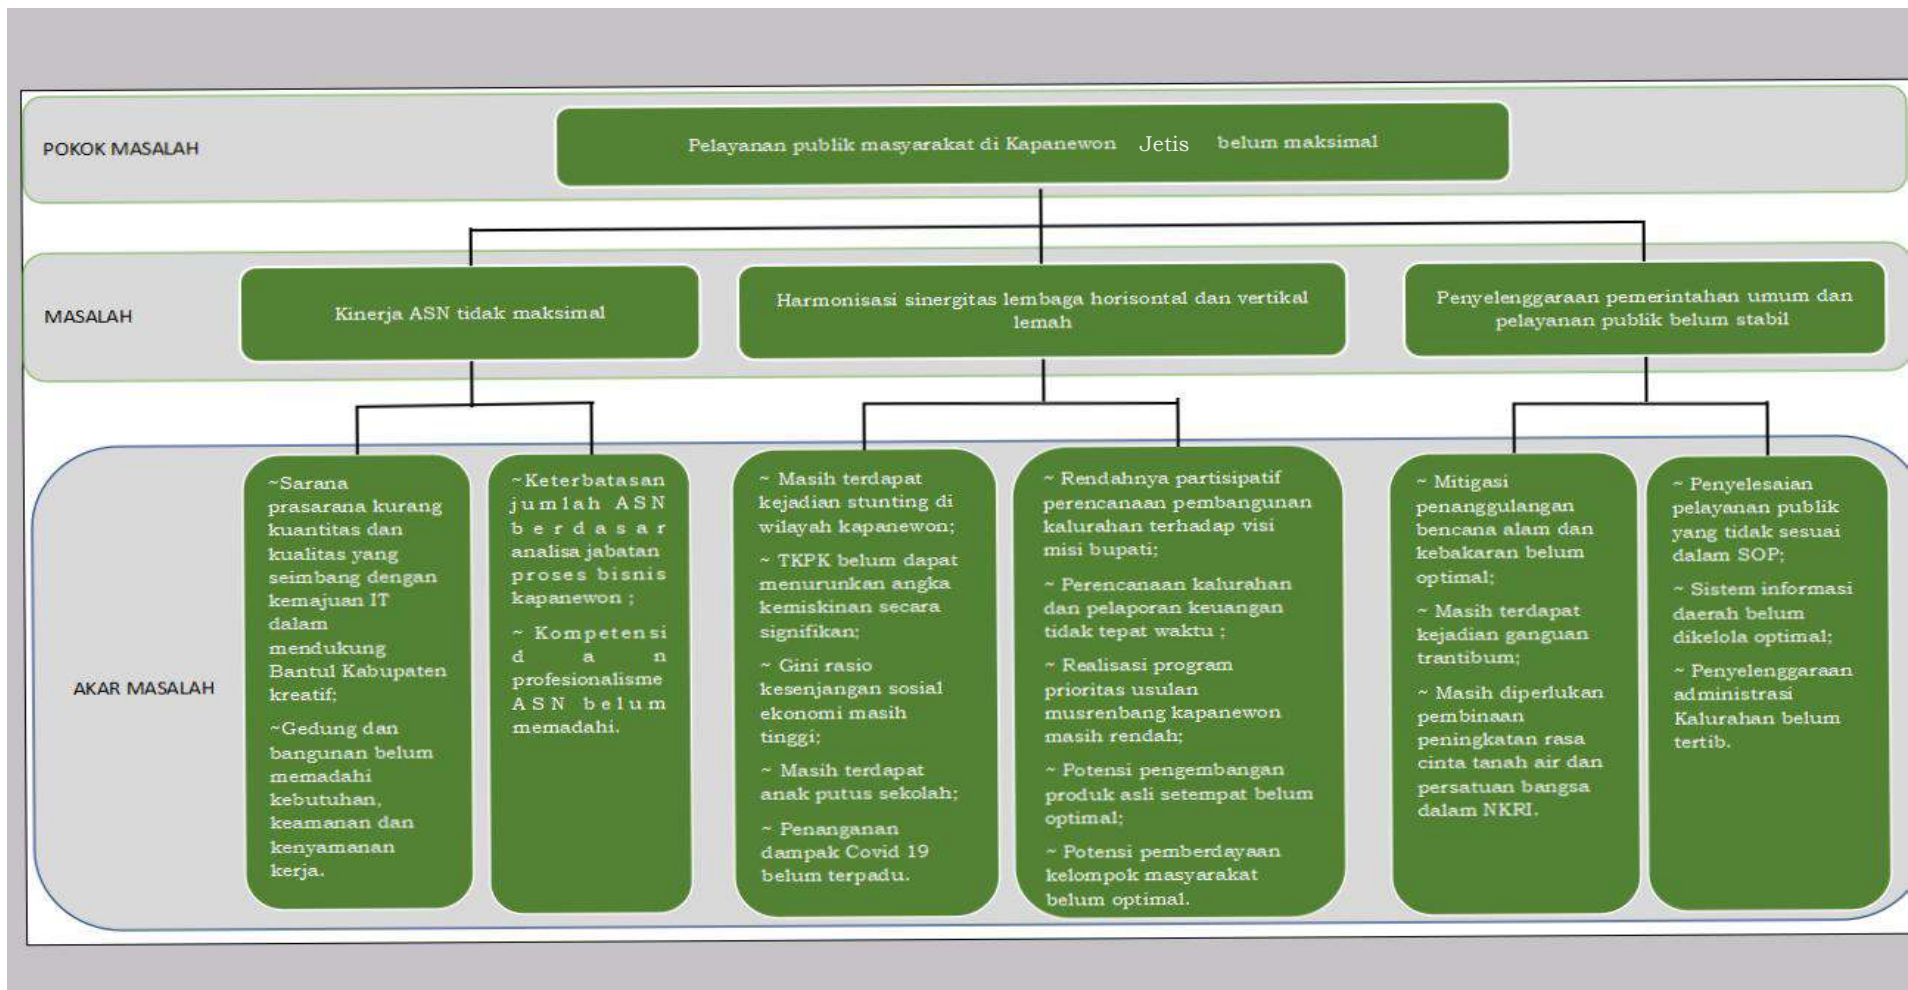 POKOK MASALAH
Pelayanan publik masyarakat di Kapanewon Jetis belum maksimal
MASALAH
Kinerja ASN tidak maksimal
Harmonisasi sinergitas lembaga horisontal dan vertikal
lemah
Penyelenggaraan pemerintahan umum dan
pelayanan publik belum stabil
AKAR MASALAH
~Sarana
prasarana kurang
kuantitas dan
kualitas yang
seimbang dengan
kemajuan IT
dalam
mendukung
Bantul Kabupaten
kreatif;
~Gedung dan
bangunan belum
memadahi
kebutuhan,
keamanan dan
kenyamanan
kerja.
~Keterbatasan
jumlah ASN
berdasar
analisa jabatan
proses bisnis
kapanewon ;
~ Kompetensi
dan
profesionalisme
ASN belum
memadahi.
~ Masih terdapat
kejadian stunting di
wilayah kapanewon;
~ TKPK belum dapat
menurunkan angka
kemiskinan secara
signifikan;
~ Gini rasio
kesenjangan sosial
ekonomi masih
tinggi;
~ Masih terdapat
anak putus sekolah;
~ Penanganan
dampak Covid 19
belum terpadu.
~ Rendahnya partisipatif
perencanaan pembangunan
kalurahan terhadap visi
misi bupati;
~ Perencanaan kalurahan
dan pelaporan keuangan
tidak tepat waktu ;
~ Realisasi program
prioritas usulan
musrenbang kapanewon
masih rendah;
~ Potensi pengembangan
produk asli setempat belum
optimal;
~ Potensi pemberdayaan
kelompok masyarakat
belum optimal.
~ Mitigasi
penanggulangan
bencana alam dan
kebakaran belum
optimal;
~ Masih terdapat
kejadian ganguan
trantibum;
~ Masih diperlukan
pembinaan
peningkatan rasa
cinta tanah air dan
persatuan bangsa
dalam NKRI.
~ Penyelesaian
pelayanan publik
yang tidak sesuai
dalam SOP;
~ Sistem informasi
daerah belum
dikelola optimal;
~ Penyelenggaraan
administrasi
Kalurahan belum
tertib.